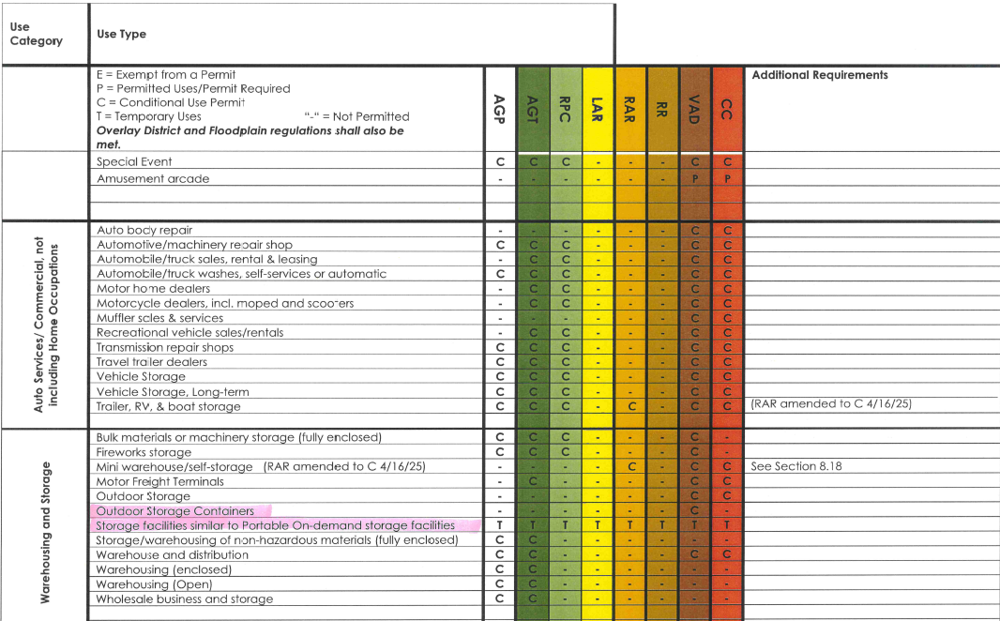 Use Category Use Type
E = Exempt from a Permit
P = Permitted Uses/Permit Required
C = Conditional Use Permit
T = Temporary Uses "-" = Not Permitted
Overlay District and Floodplain regulations shall also be
met.
AGP AGT RPC LAR RAR RR VAD CC Additional Requirements
Special Event C C C - - - C C
Amusement arcade - - - - - - P P
Auto Services/ Commercial, not
including Home Occupations
Auto body repair - - - - - - C C
Automotive/machinery repair shop C C C - - - C C
Automobile/truck sales, rental & leasing - C C - - - C C
Automobile/truck washes, self-services or automatic C C C - - - C C
Motor home dealers - C C - - - C C
Motorcycle dealers, incl. moped and scooters - C C - - - C C
Muffler sales & services - - - - - - C C
Recreational vehicle sales/rentals - C C - - - C C
Transmission repair shops C C C - - - C C
Travel trailer dealers C C C - - - C C
Vehicle Storage C C C - - - C C
Vehicle Storage, Long-term C C C - - - C C
Trailer, RV, & boat storage C C C - C - C C (RAR amended to C 4/16/25)
Warehousing and Storage
Bulk materials or machinery storage (fully enclosed) C C C - - - C -
Fireworks storage C C C - - - C -
Mini warehouse/self-storage (RAR amended to C 4/16/25) - - - - C - C C See Section 8.18
Motor Freight Terminals - C - - - - C C
Outdoor Storage - - - - - - C C
Outdoor Storage Containers - - - - - - C -
Storage facilities similar to Portable On-demand storage facilities T T T T T T T T
Storage/warehousing of non-hazardous materials (fully enclosed) C C - - - - - -
Warehouse and distribution C C - - - - C C
Warehousing (enclosed) C C - - - - - -
Warehousing (Open) C C - - - - - -
Wholesale business and storage C C - - - - - -